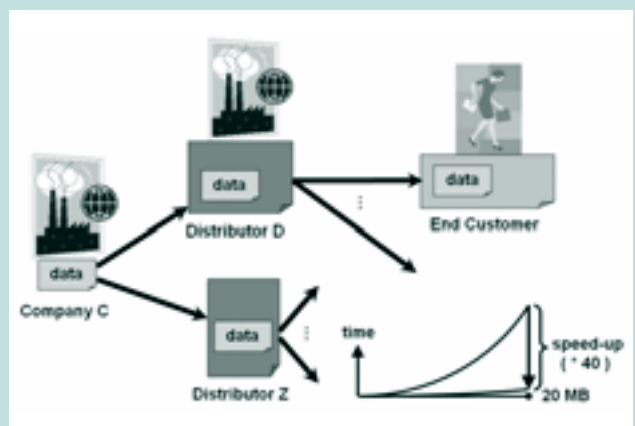 data
Distributor D
data
End Customer
data
Company C
data
Distributor Z
time
speed-up
( * 40 )
20 MB